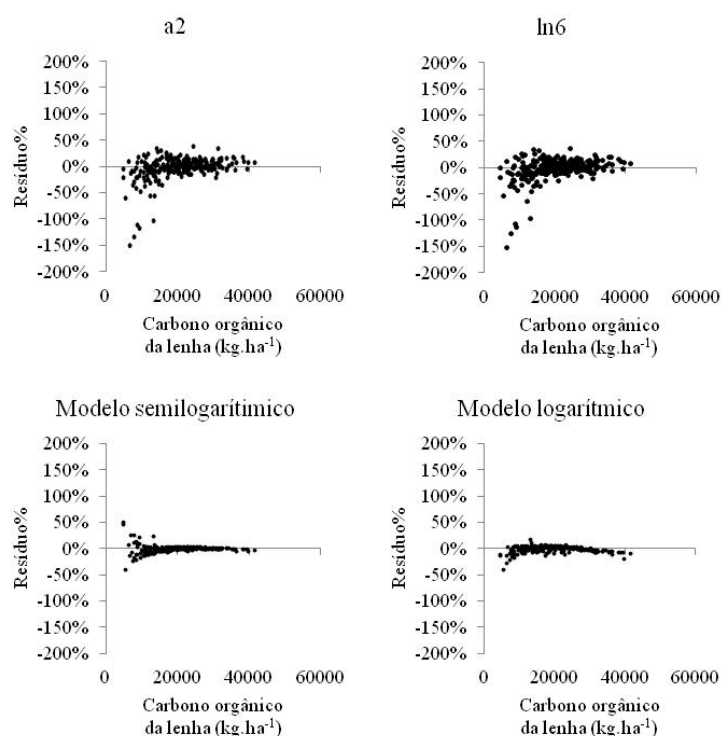 a2
200%
150%
100%
50%
0%
-50%
-100%
-150%
-200%
Resíduo%
0 20000 40000 60000
Carbono orgânico
da lenha (kg.ha⁻¹)
ln6
200%
150%
100%
50%
0%
-50%
-100%
-150%
-200%
Resíduo%
0 20000 40000 60000
Carbono orgânico
da lenha (kg.ha⁻¹)
Modelo semilogarítimico
200%
150%
100%
50%
0%
-50%
-100%
-150%
-200%
Resíduo%
0 20000 40000 60000
Carbono orgânico
da lenha (kg.ha⁻¹)
Modelo logarítmico
200%
150%
100%
50%
0%
-50%
-100%
-150%
-200%
Resíduo%
0 20000 40000 60000
Carbono orgânico
da lenha (kg.ha⁻¹)